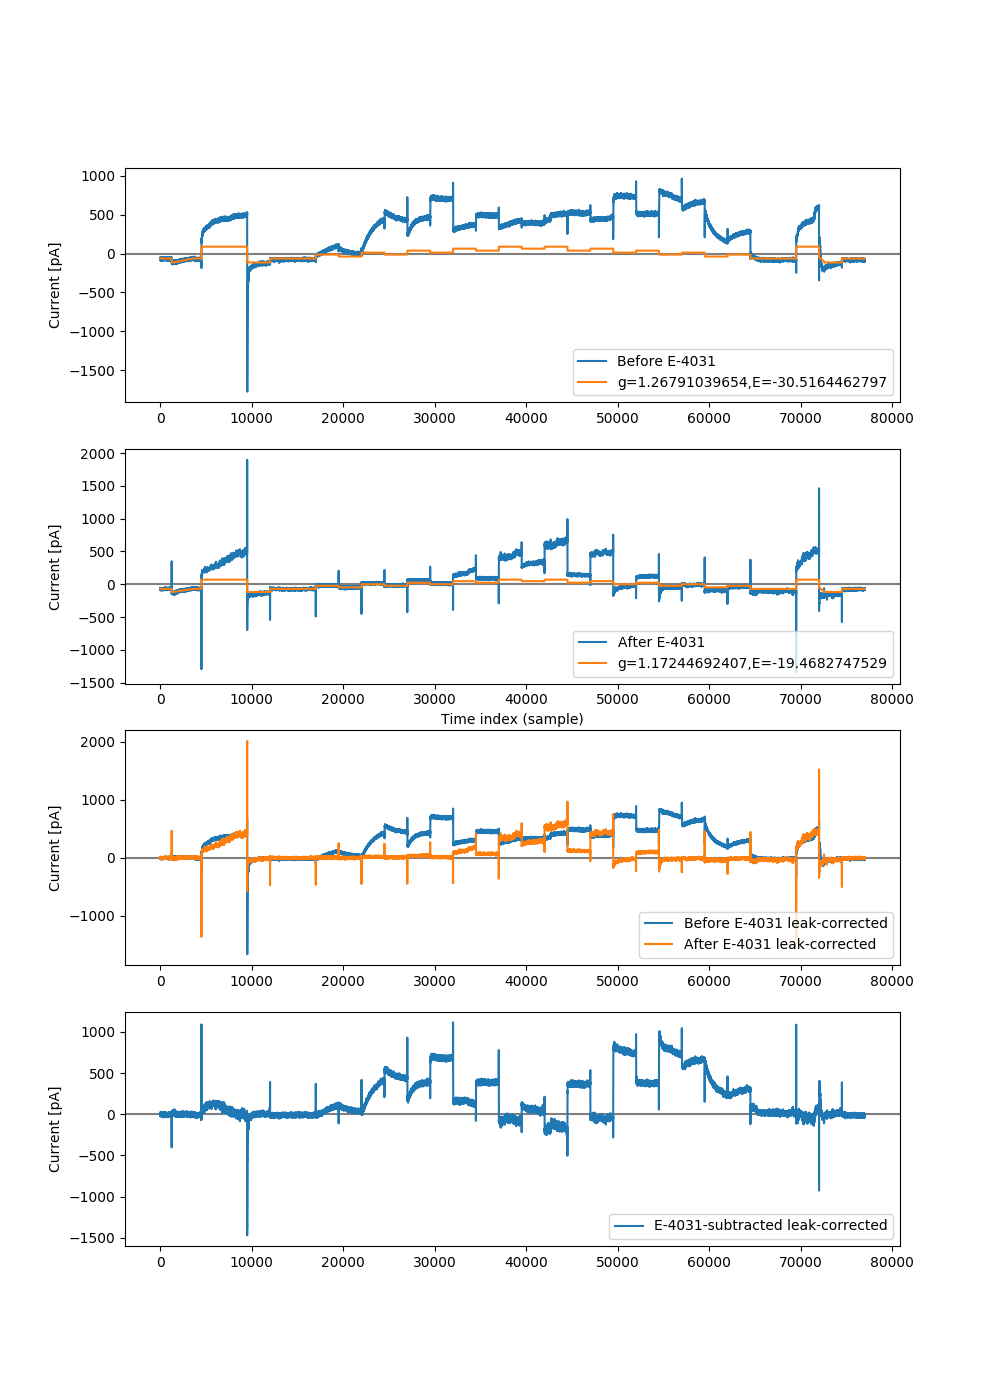 1000
500
0
−500
−1000
−1500
Current [pA]
Before E-4031
g=1.26791039654,E=-30.5164462797
0 10000 20000 30000 40000 50000 60000 70000 80000
2000
1500
1000
500
0
−500
−1000
−1500
Current [pA]
After E-4031
g=1.17244692407,E=-19.4682747529
0 10000 20000 30000 40000 50000 60000 70000 80000
Time index (sample)
2000
1000
0
−1000
Current [pA]
Before E-4031 leak-corrected
After E-4031 leak-corrected
0 10000 20000 30000 40000 50000 60000 70000 80000
1000
500
0
−500
−1000
−1500
Current [pA]
E-4031-subtracted leak-corrected
0 10000 20000 30000 40000 50000 60000 70000 80000